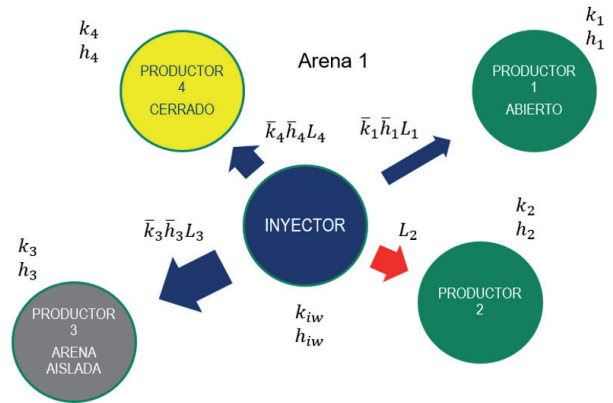 k₄
h₄
PRODUCTOR
4
CERRADO
Arena 1
k₁
h₁
PRODUCTOR
1
ABIERTO
k̅₄h̅₄L₄
k̅₁h̅₁L₁
INYECTOR
k̅₃h̅₃L₃
L₂
k₂
h₂
k₃
h₃
PRODUCTOR
2
PRODUCTOR
3
ARENA
AISLADA
kᵢw
hᵢw